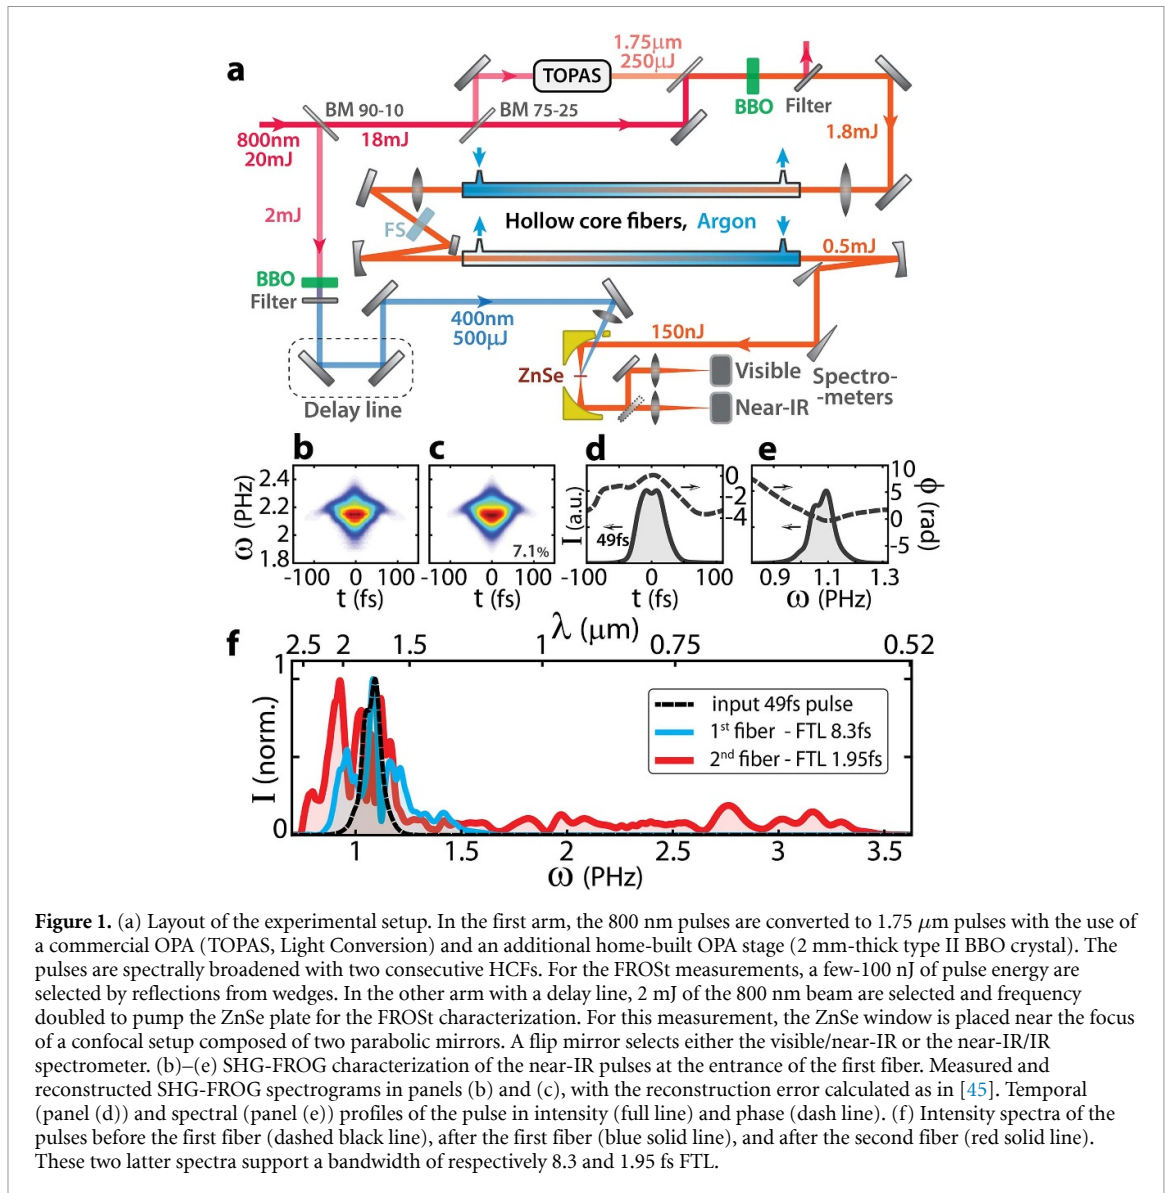 a
1.75μm
250μJ
TOPAS
BM 90-10
BM 75-25
BBO
Filter
800nm
20mJ
18mJ
1.8mJ
2mJ
FS
Hollow core fibers, Argon
0.5mJ
BBO
Filter
400nm
500μJ
150nJ
ZnSe
Visible
Near-IR
Spectro-
-meters
Delay line
b
c
d
e
ω (PHz)
2.4
2.2
2
1.8
-100 0 100
t (fs)
7.1%
-100 0 100
t (fs)
I (a.u.)
49fs
0
-2
-4
-100 0 100
t (fs)
10
5
0
-5
ϕ (rad)
0.9 1.1 1.3
ω (PHz)
f
λ (μm)
2.5 2 1.5 1 0.75 0.52
I (norm.)
1
0
input 49fs pulse
1st fiber - FTL 8.3fs
2nd fiber - FTL 1.95fs
1 1.5 2 2.5 3 3.5
ω (PHz)
Figure 1. (a) Layout of the experimental setup. In the first arm, the 800 nm pulses are converted to 1.75 μm pulses with the use of
a commercial OPA (TOPAS, Light Conversion) and an additional home-built OPA stage (2 mm-thick type II BBO crystal). The
pulses are spectrally broadened with two consecutive HCFs. For the FROSt measurements, a few-100 nJ of pulse energy are
selected by reflections from wedges. In the other arm with a delay line, 2 mJ of the 800 nm beam are selected and frequency
doubled to pump the ZnSe plate for the FROSt characterization. For this measurement, the ZnSe window is placed near the focus
of a confocal setup composed of two parabolic mirrors. A flip mirror selects either the visible/near-IR or the near-IR/IR
spectrometer. (b)–(e) SHG-FROG characterization of the near-IR pulses at the entrance of the first fiber. Measured and
reconstructed SHG-FROG spectrograms in panels (b) and (c), with the reconstruction error calculated as in [45]. Temporal
(panel (d)) and spectral (panel (e)) profiles of the pulse in intensity (full line) and phase (dash line). (f) Intensity spectra of the
pulses before the first fiber (dashed black line), after the first fiber (blue solid line), and after the second fiber (red solid line).
These two latter spectra support a bandwidth of respectively 8.3 and 1.95 fs FTL.